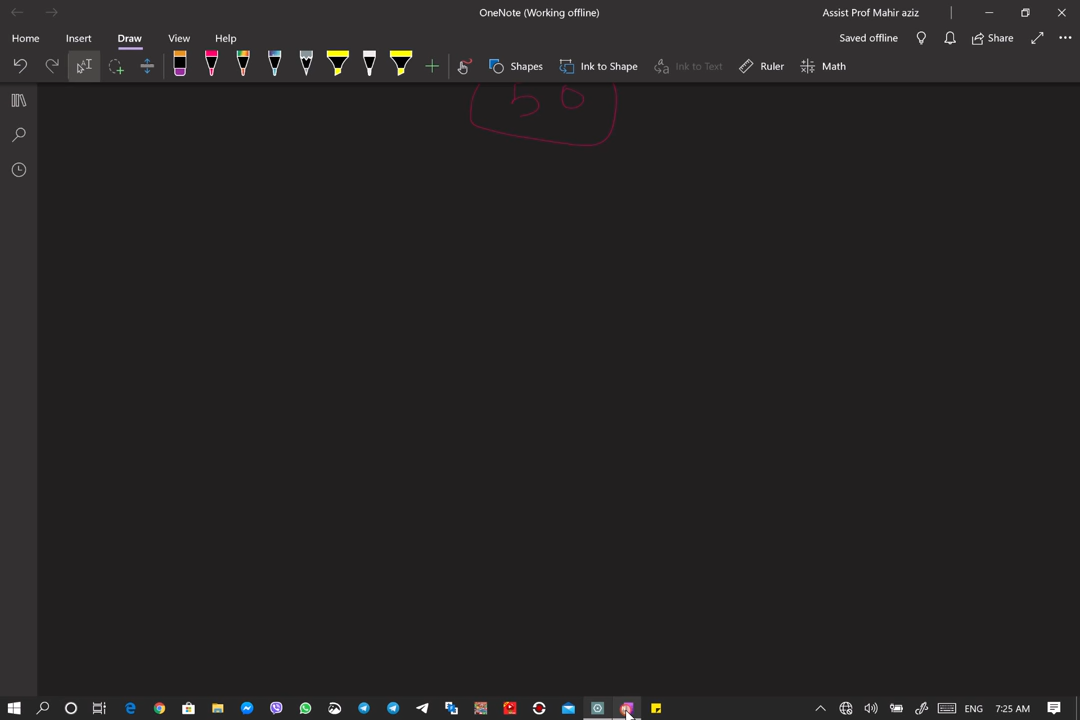 OneNote (Working offline)
Assist Prof Mahir aziz
Home Insert Draw View Help
Saved offline Share
Shapes Ink to Shape Ink to Text Ruler Math
ENG 7:25 AM